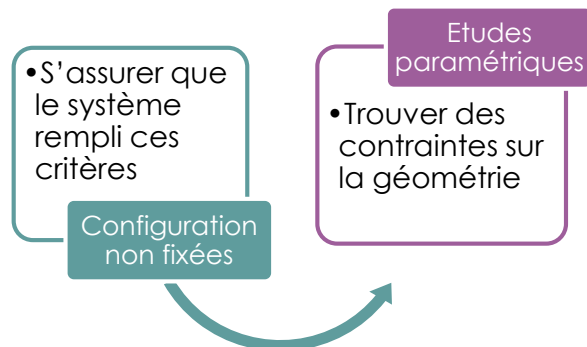 •S’assurer que
le système
rempli ces
critères
Configuration
non fixées
Etudes
paramétriques
•Trouver des
contraintes sur
la géométrie